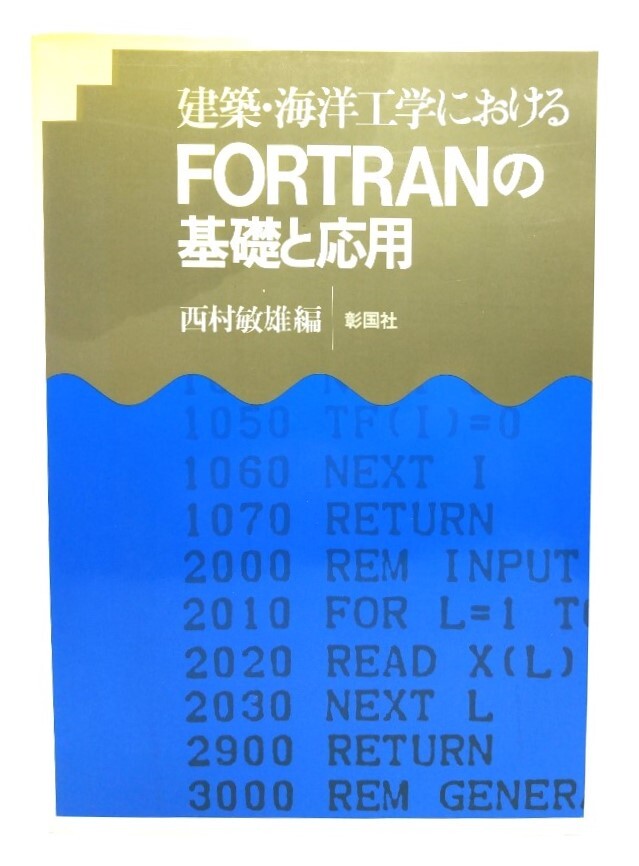 建築・海洋工学における
FORTRANの
基礎と応用
西村敏雄編
彰国社
1050 TF(I)=0
1060 NEXT I
1070 RETURN
2000 REM INPUT
2010 FOR L=1
2020 READ X(L)
2030 NEXT L
2900 RETURN
3000 REM